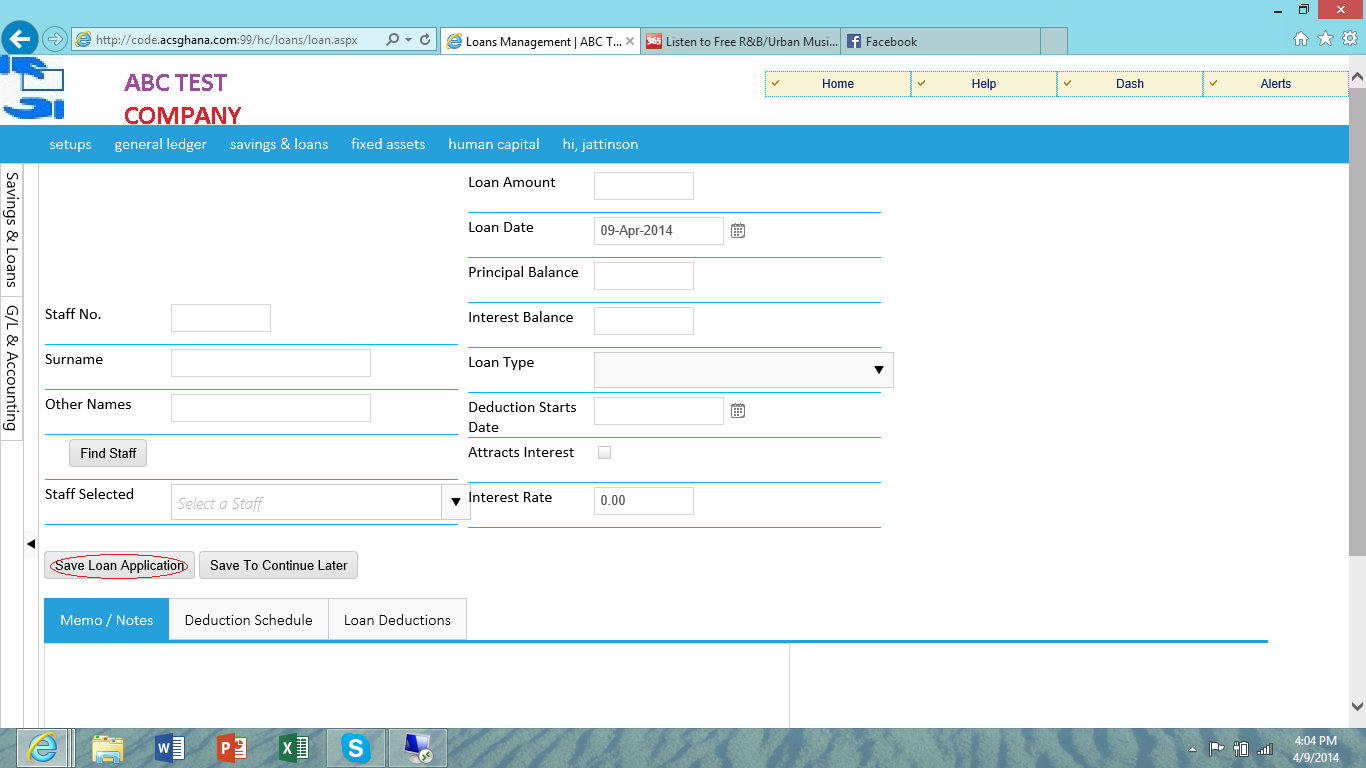 http://code.acsghana.com:99/hc/loans/loan.aspx
Loans Management | ABC T...
365 Listen to Free R&B/Urban Musi...
Facebook
ABC TEST
COMPANY
Home
Help
Dash
Alerts
setups
general ledger
savings & loans
fixed assets
human capital
hi, jattinson
Savings & Loans
G/L & Accounting
Staff No.
Surname
Other Names
Find Staff
Staff Selected
Select a Staff
Loan Amount
Loan Date
09-Apr-2014
Principal Balance
Interest Balance
Loan Type
Deduction Starts
Date
Attracts Interest
Interest Rate
0.00
Save Loan Application
Save To Continue Later
Memo / Notes
Deduction Schedule
Loan Deductions
4:04 PM
4/9/2014